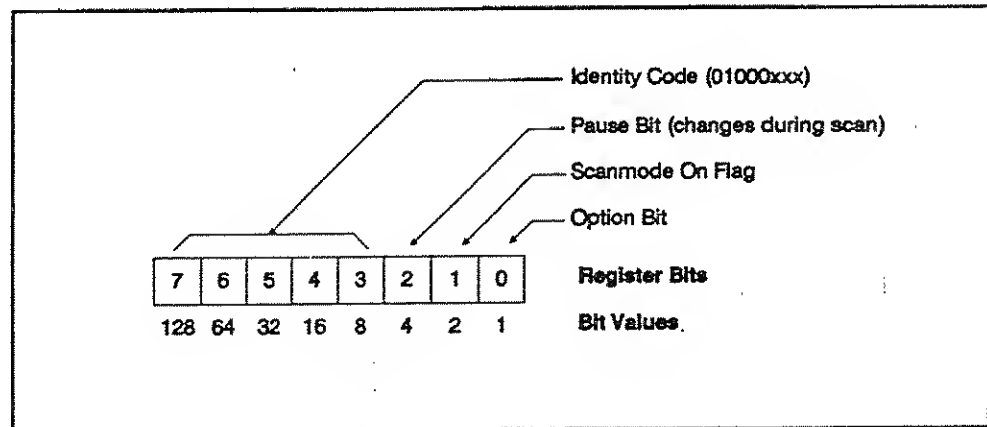 Identity Code (01000xxx)
Pause Bit (changes during scan)
Scanmode On Flag
Option Bit
7 6 5 4 3 2 1 0 Register Bits
128 64 32 16 8 4 2 1 Bit Values